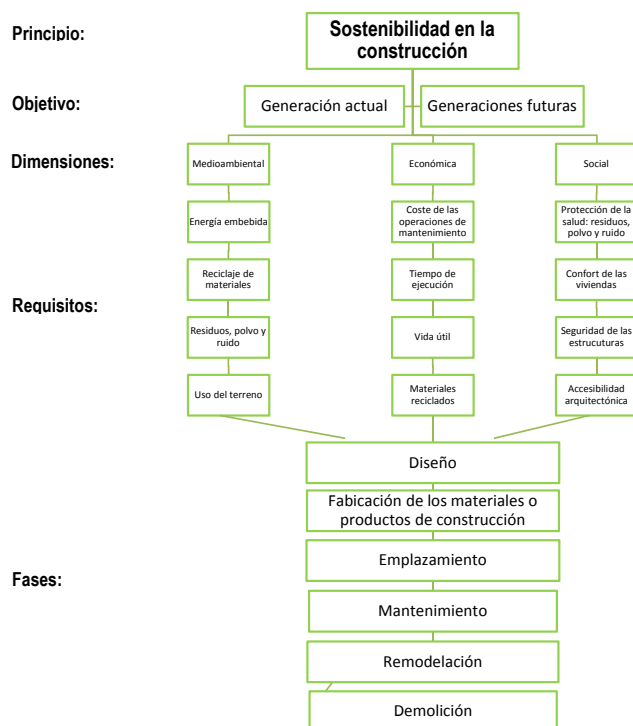 Principio:
Sostenibilidad en la
construcción
Objetivo:
Generación actual
Generaciones futuras
Dimensiones:
Medioambiental
Económica
Social
Energía embebida
Coste de las
operaciones de
mantenimiento
Protección de la
salud: residuos,
polvo y ruido
Reciclaje de
materiales
Tiempo de
ejecución
Confort de las
viviendas
Requisitos:
Residuos, polvo y
ruido
Vida útil
Seguridad de las
estrucuturas
Uso del terreno
Materiales
reciclados
Accesibilidad
arquitectónica
Diseño
Fabicación de los materiales o
productos de construcción
Emplazamiento
Fases:
Mantenimiento
Remodelación
Demolición